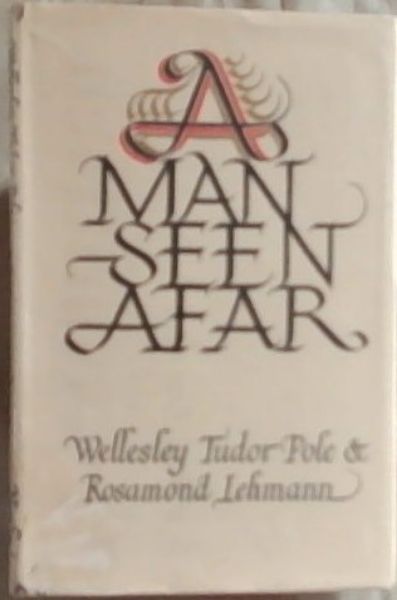 A
MAN
SEEN
AFAR
Wellesley Tudor Pole &
Rosamond Lehmann